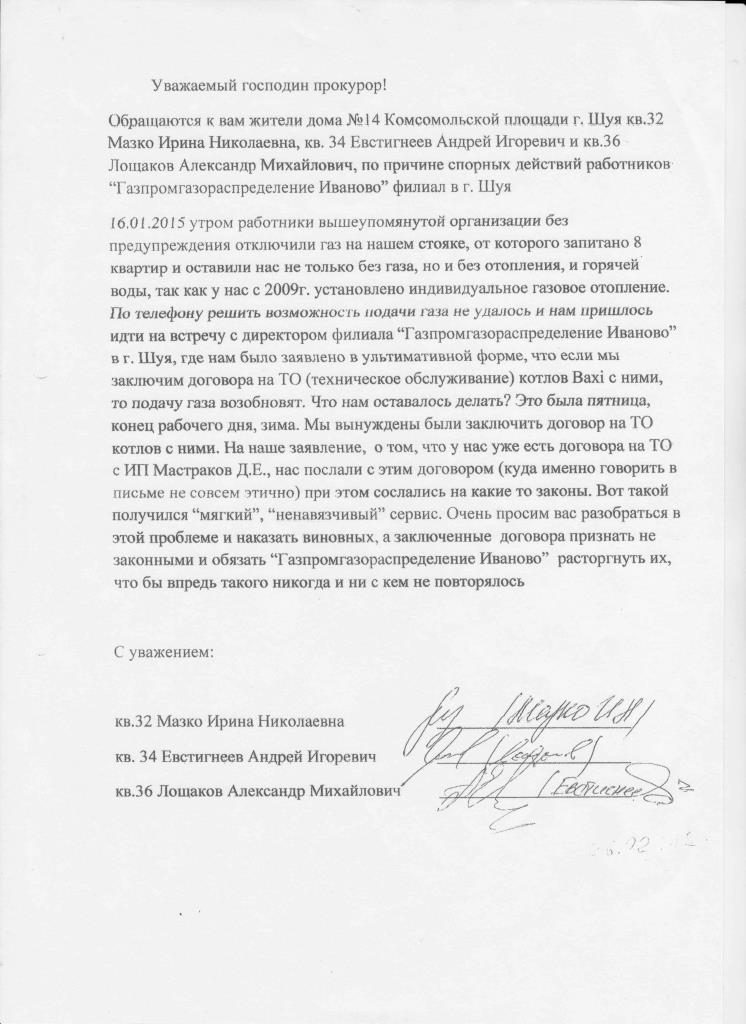 Уважаемый господин прокурор!
Обращаются к вам жители дома №14 Комсомольской площади г. Шуя кв.32
Мазко Ирина Николаевна, кв. 34 Евстигнеев Андрей Игоревич и кв.36
Лощаков Александр Михайлович, по причине спорных действий работников
“Газпромгазораспределение Иваново” филиал в г. Шуя
16.01.2015 утром работники вышеупомянутой организации без
предупреждения отключили газ на нашем стояке, от которого запитано 8
квартир и оставили нас не только без газа, но и без отопления, и горячей
воды, так как у нас с 2009г. установлено индивидуальное газовое отопление.
По телефону решить возможность подачи газа не удалось и нам пришлось
идти на встречу с директором филиала “Газпромгазораспределение Иваново”
в г. Шуя, где нам было заявлено в ультимативной форме, что если мы
заключим договора на ТО (техническое обслуживание) котлов Baxi с ними,
то подачу газа возобновят. Что нам оставалось делать? Это была пятница,
конец рабочего дня, зима. Мы вынуждены были заключить договор на ТО
котлов с ними. На наше заявление, о том, что у нас уже есть договора на ТО
с ИП Мастраков Д.Е., нас послали с этим договором (куда именно говорить в
письме не совсем этично) при этом сослались на какие то законы. Вот такой
получился “мягкий”, “ненавязчивый” сервис. Очень просим вас разобраться в
этой проблеме и наказать виновных, а заключенные договора признать не
законными и обязать “Газпромгазораспределение Иваново” расторгнуть их,
что бы впредь такого никогда и ни с кем не повторялось
С уважением:
кв.32 Мазко Ирина Николаевна (Мазко И Н)
кв. 34 Евстигнеев Андрей Игоревич
кв.36 Лощаков Александр Михайлович (Евстигнеев)